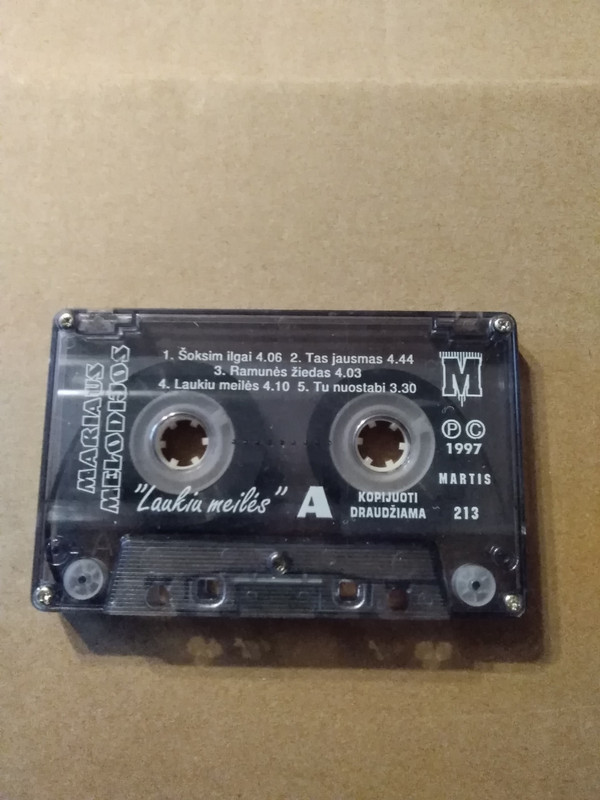 1. Šoksim ilgai 4.06 2. Tas jausmas 4.44
3. Ramunės žiedas 4.03
4. Laukiu meilės 4.10 5. Tu nuostabi 3.30
MARIAUS
MELODIJOS
"Laukiu meilės"
A
KOPIJUOTI
DRAUDŽIAMA
M
Ⓟ ©
1997
MARTIS
213